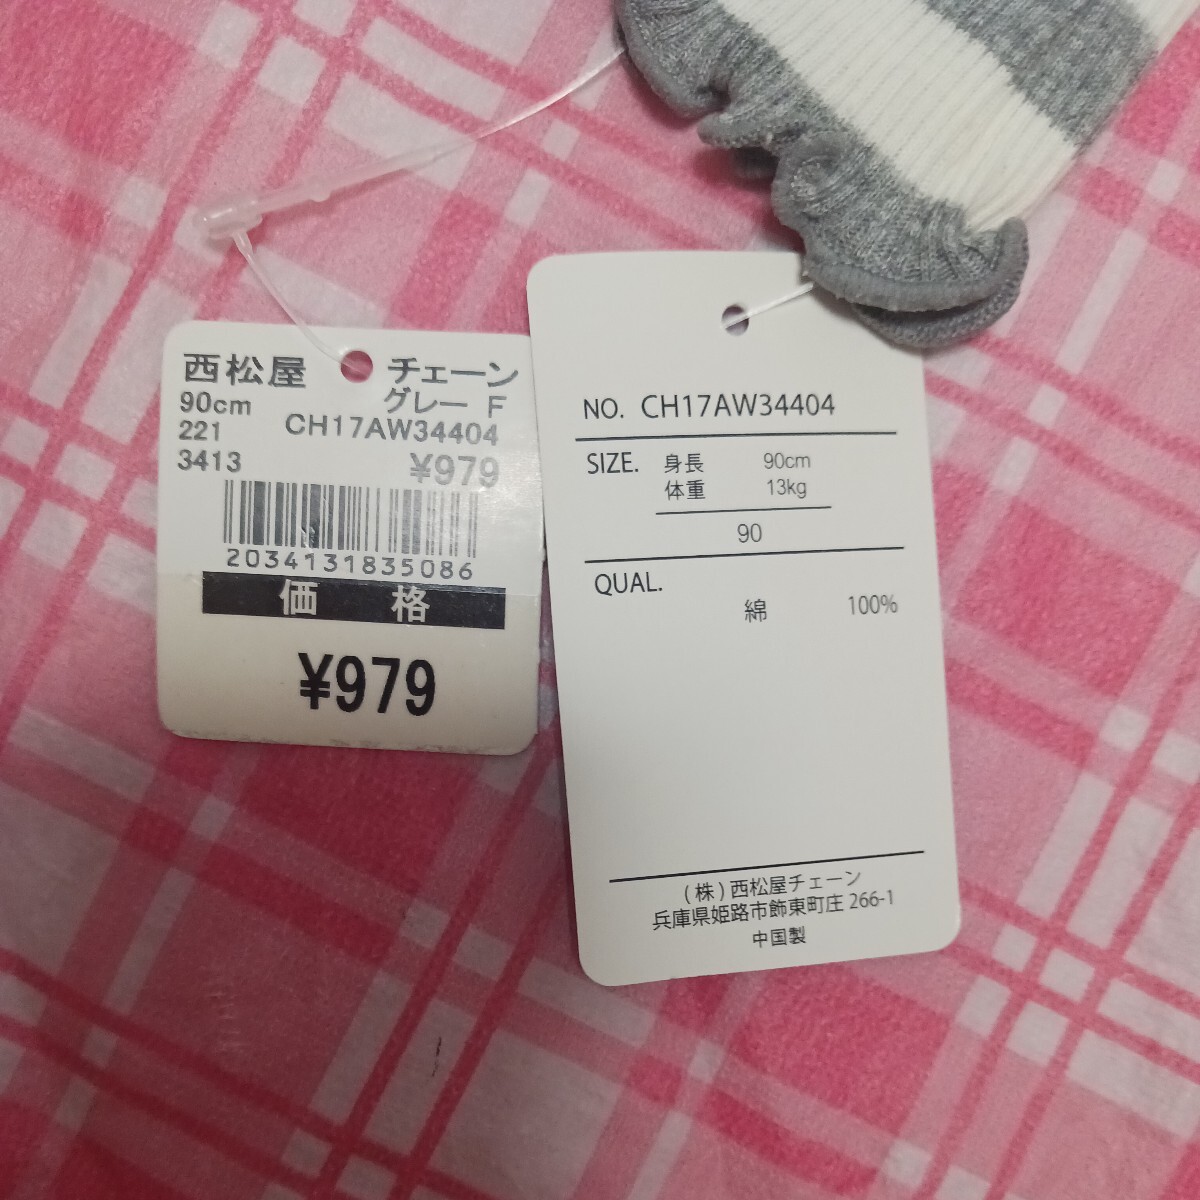 西松屋 チェーン
90cm グレー F
221 CH17AW34404
3413 ¥979
2034131835086
価 格
¥979
NO. CH17AW34404
SIZE. 身長 90cm
体重 13kg
90
QUAL.
綿 100%
(株)西松屋チェーン
兵庫県姫路市飾東町庄 266-1
中国製